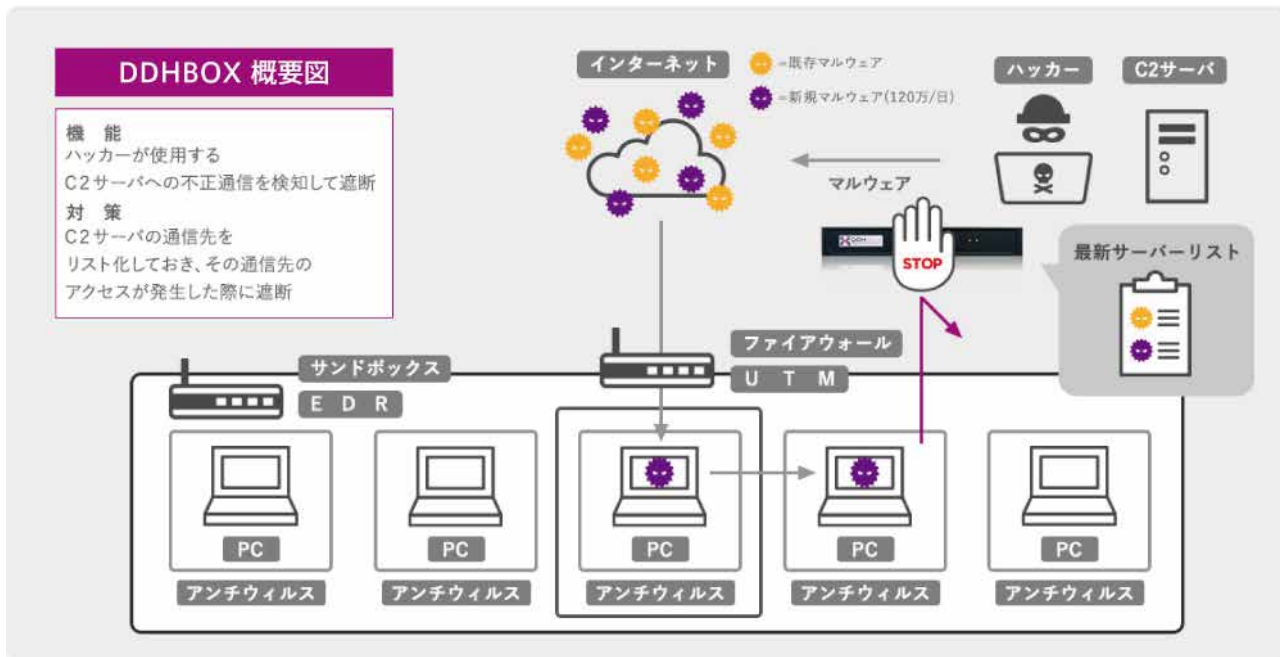 DDHBOX 概要図
機 能
ハッカーが使用する
C2サーバへの不正通信を検知して遮断
対 策
C2サーバの通信先を
リスト化しておき、その通信先の
アクセスが発生した際に遮断
インターネット
=既存マルウェア
=新規マルウェア(120万/日)
ハッカー
C2サーバ
マルウェア
DDH
STOP
最新サーバーリスト
ファイアウォール
U T M
サンドボックス
E D R
PC
PC
PC
PC
PC
アンチウィルス
アンチウィルス
アンチウィルス
アンチウィルス
アンチウィルス